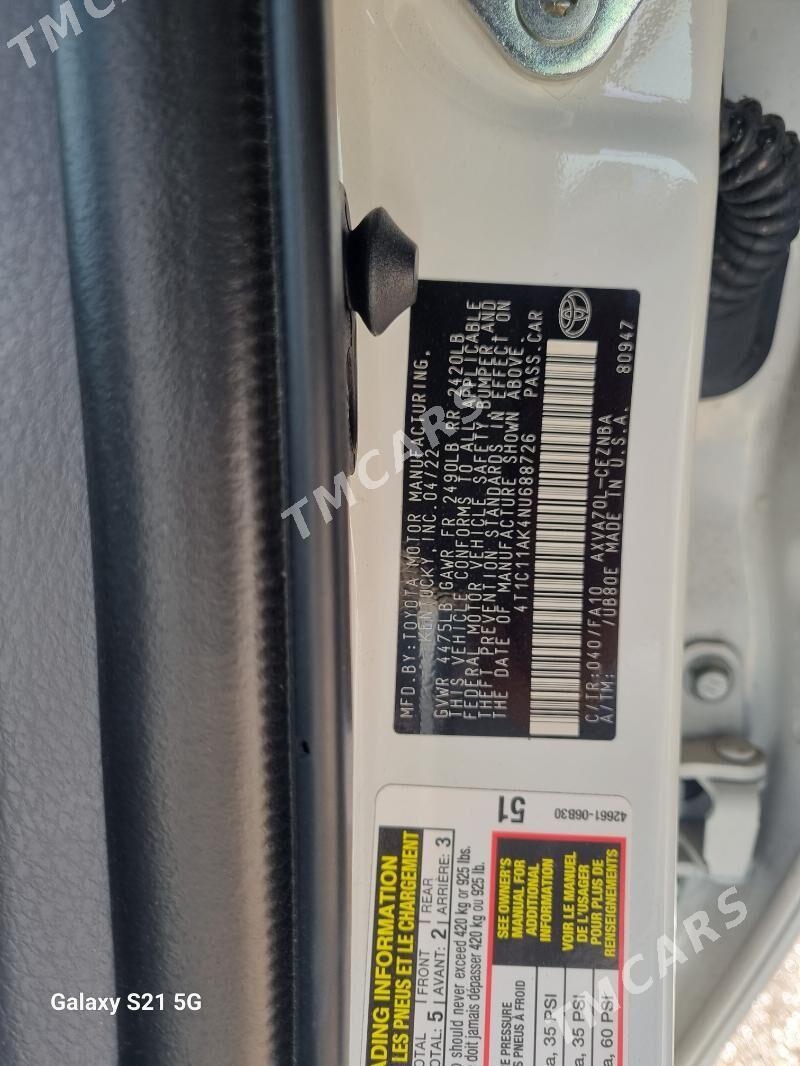 TMCARS
MFD.BY:TOYOTA MOTOR MANUFACTURING,
KENTUCKY, INC 04/22
GVWR 4475LB GAWR FR 2490LB RR 2420LB
THIS VEHICLE CONFORMS TO ALL APPLICABLE
FEDERAL MOTOR VEHICLE SAFETY BUMPER AND
THEFT PREVENTION STANDARDS IN EFFECT ON
THE DATE OF MANUFACTURE SHOWN ABOVE.
4T1C11AK4NU688726 PASS.CAR
C/TR:040/FA10 AXVA70L-CEZNBA
A/TM: /UB80E MADE IN U.S.A. 80947
TMCARS
ADING INFORMATION
LES PNEUS ET LE CHARGEMENT
OTAL FRONT REAR
OTAL: 5 AVANT: 2 ARRIÈRE: 3
should never exceed 420 kg or 925 lbs.
doit jamais dépasser 420 kg ou 925 lb.
51
42661-06B30
E PRESSURE
PNEUS À FROID
a, 35 PSI
a, 35 PSI
a, 60 PSI
SEE OWNER'S
MANUAL FOR
ADDITIONAL
INFORMATION
VOIR LE MANUEL
DE L'USAGER
POUR PLUS DE
RENSEIGNEMENTS
TMCARS
Galaxy S21 5G